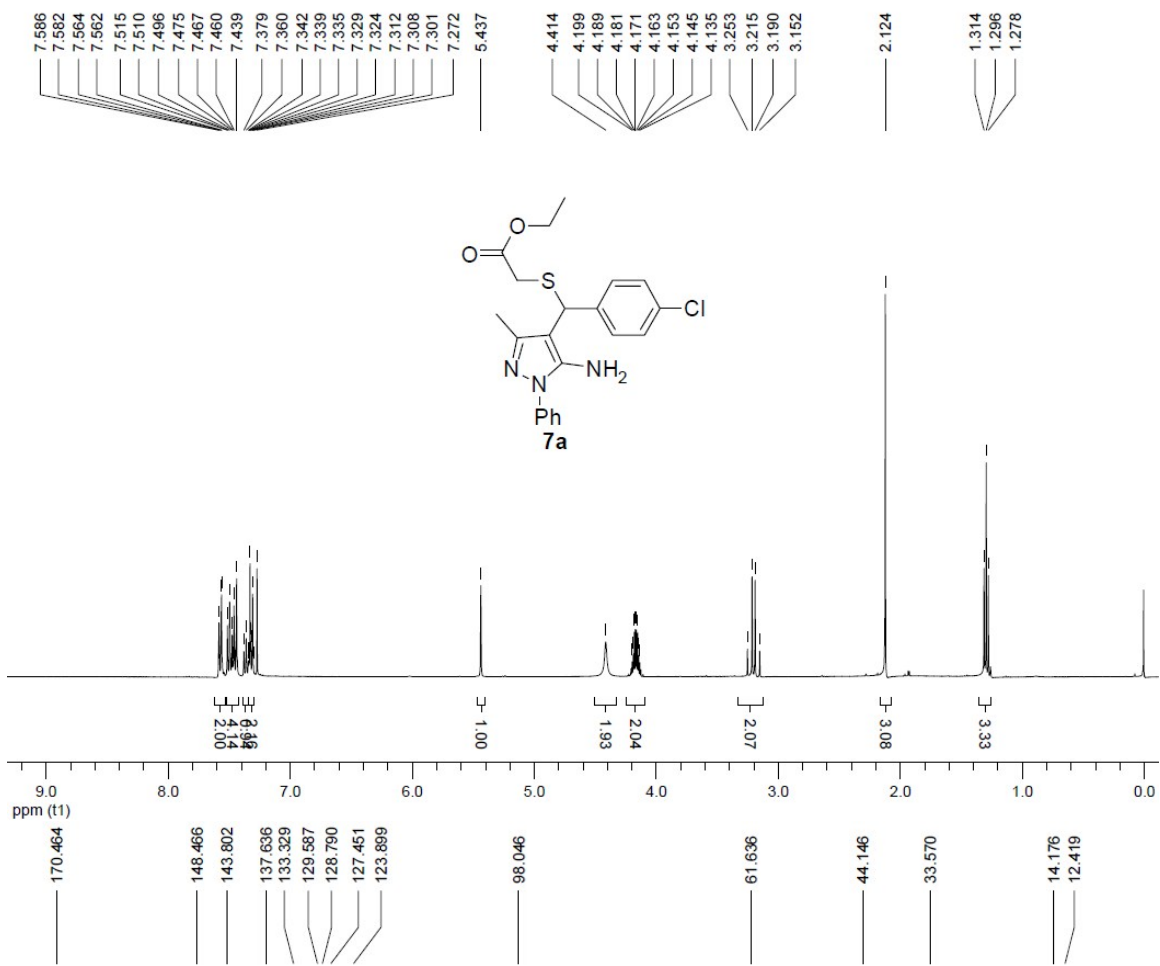 7.586 7.582 7.564 7.562 7.515 7.510 7.496 7.475 7.467 7.460 7.439 7.379 7.360 7.342 7.339 7.335 7.329 7.324 7.312 7.308 7.301 7.272 5.437 4.414 4.199 4.189 4.181 4.171 4.163 4.153 4.145 4.135 3.253 3.215 3.190 3.152 2.124 1.314 1.296 1.278
O
O
S
Cl
N
N
NH2
Ph
7a
2.00 4.14 2.16 1.00 1.93 2.04 2.07 3.08 3.33
9.0 8.0 7.0 6.0 5.0 4.0 3.0 2.0 1.0 0.0
ppm (t1)
170.464 148.466 143.802 137.636 133.329 129.587 128.790 127.451 123.899 98.046 61.636 44.146 33.570 14.176 12.419